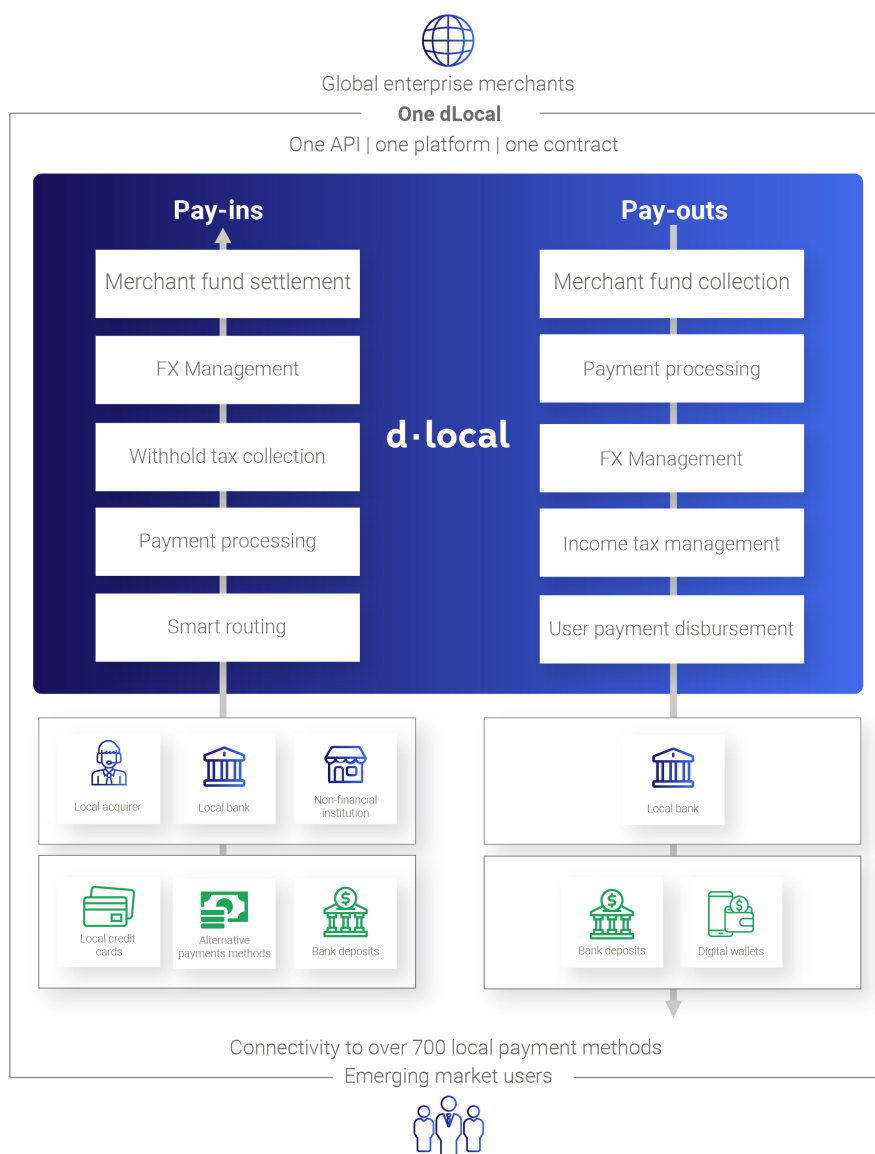 Global enterprise merchants
One dLocal
One API | one platform | one contract
Pay-ins
Merchant fund settlement
FX Management
Withhold tax collection
Payment processing
Smart routing
d·local
Pay-outs
Merchant fund collection
Payment processing
FX Management
Income tax management
User payment disbursement
Local acquirer
Local bank
Non-financial
institution
Local bank
Local credit
cards
Alternative
payments methods
Bank deposits
Bank deposits
Digital wallets
Connectivity to over 700 local payment methods
Emerging market users